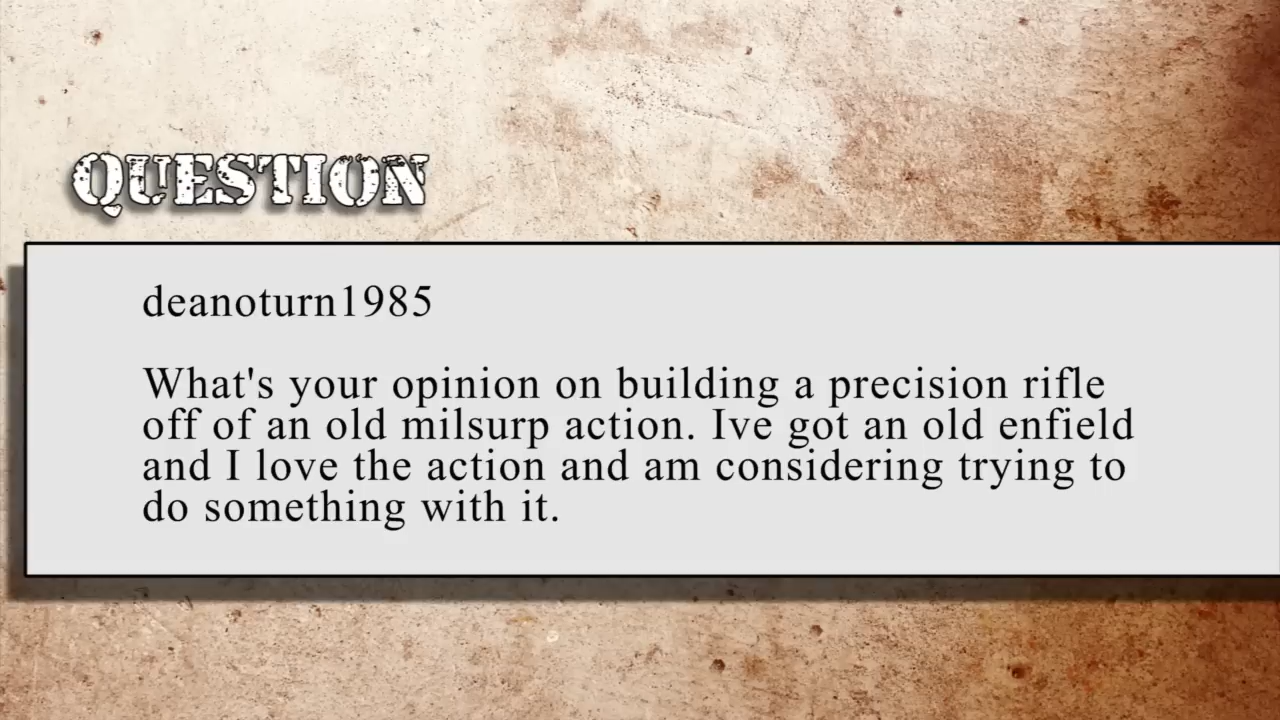 QUESTION
deanoturn1985
What's your opinion on building a precision rifle
off of an old milsurp action. Ive got an old enfield
and I love the action and am considering trying to
do something with it.